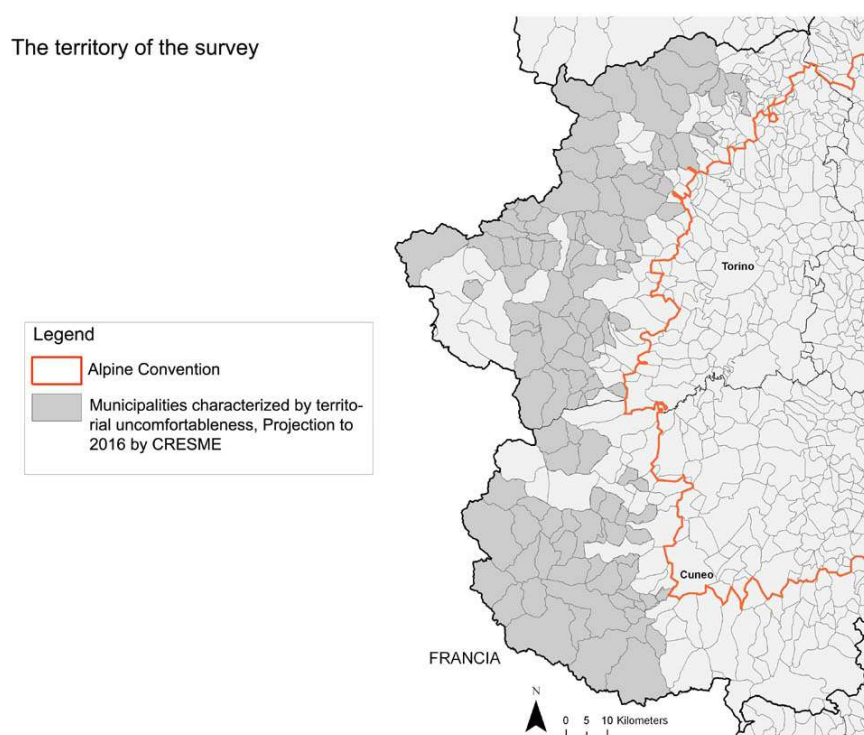 The territory of the survey
Torino
Legend
Alpine Convention
Municipalities characterized by territo-
rial uncomfortableness, Projection to
2016 by CRESME
Cuneo
FRANCIA
N
0 5 10 Kilometers